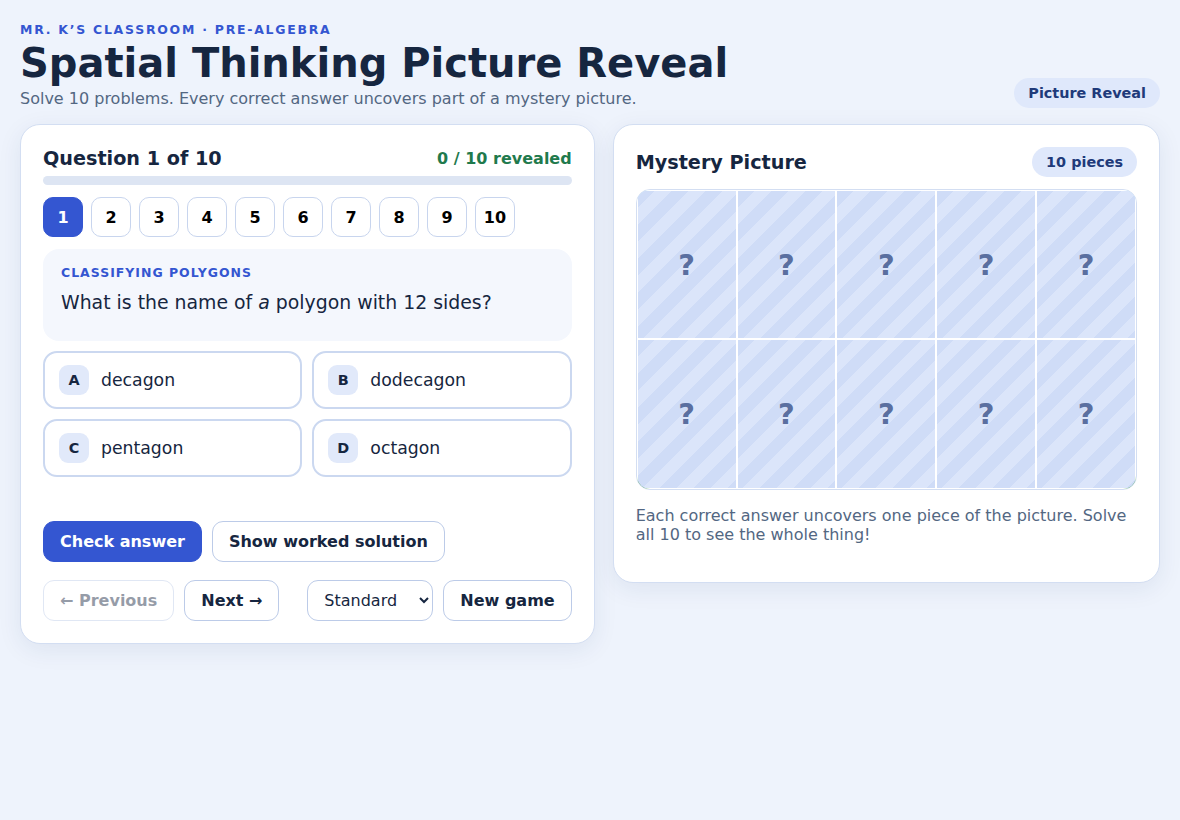 MR. K’S CLASSROOM · PRE-ALGEBRA
Spatial Thinking Picture Reveal
Solve 10 problems. Every correct answer uncovers part of a mystery picture.
Picture Reveal
Question 1 of 10
0 / 10 revealed
1 2 3 4 5 6 7 8 9 10
CLASSIFYING POLYGONS
What is the name of a polygon with 12 sides?
A decagon
B dodecagon
C pentagon
D octagon
Check answer
Show worked solution
← Previous
Next →
Standard
New game
Mystery Picture
10 pieces
? ? ? ? ?
? ? ? ? ?
Each correct answer uncovers one piece of the picture. Solve
all 10 to see the whole thing!